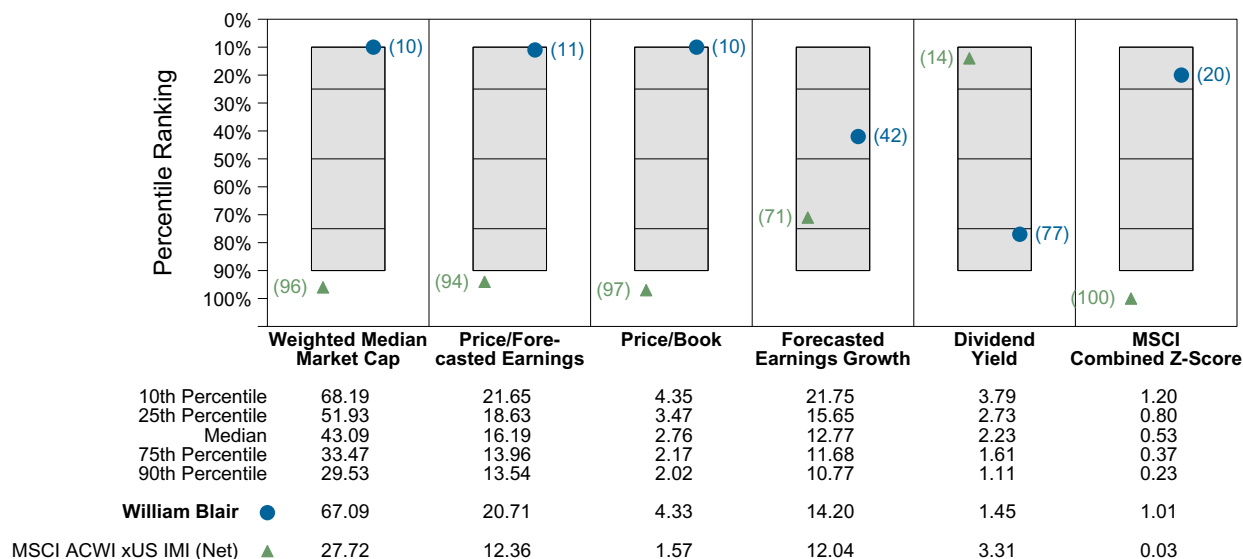 Percentile Ranking
0%
10%
20%
30%
40%
50%
60%
70%
80%
90%
100%
(10)
(11)
(10)
(14)
(20)
(42)
(71)
(77)
(96)
(94)
(97)
(100)
Weighted Median Market Cap
Price/Fore-casted Earnings
Price/Book
Forecasted Earnings Growth
Dividend Yield
MSCI Combined Z-Score
10th Percentile 68.19 21.65 4.35 21.75 3.79 1.20
25th Percentile 51.93 18.63 3.47 15.65 2.73 0.80
Median 43.09 16.19 2.76 12.77 2.23 0.53
75th Percentile 33.47 13.96 2.17 11.68 1.61 0.37
90th Percentile 29.53 13.54 2.02 10.77 1.11 0.23
William Blair 67.09 20.71 4.33 14.20 1.45 1.01
MSCI ACWI xUS IMI (Net) 27.72 12.36 1.57 12.04 3.31 0.03